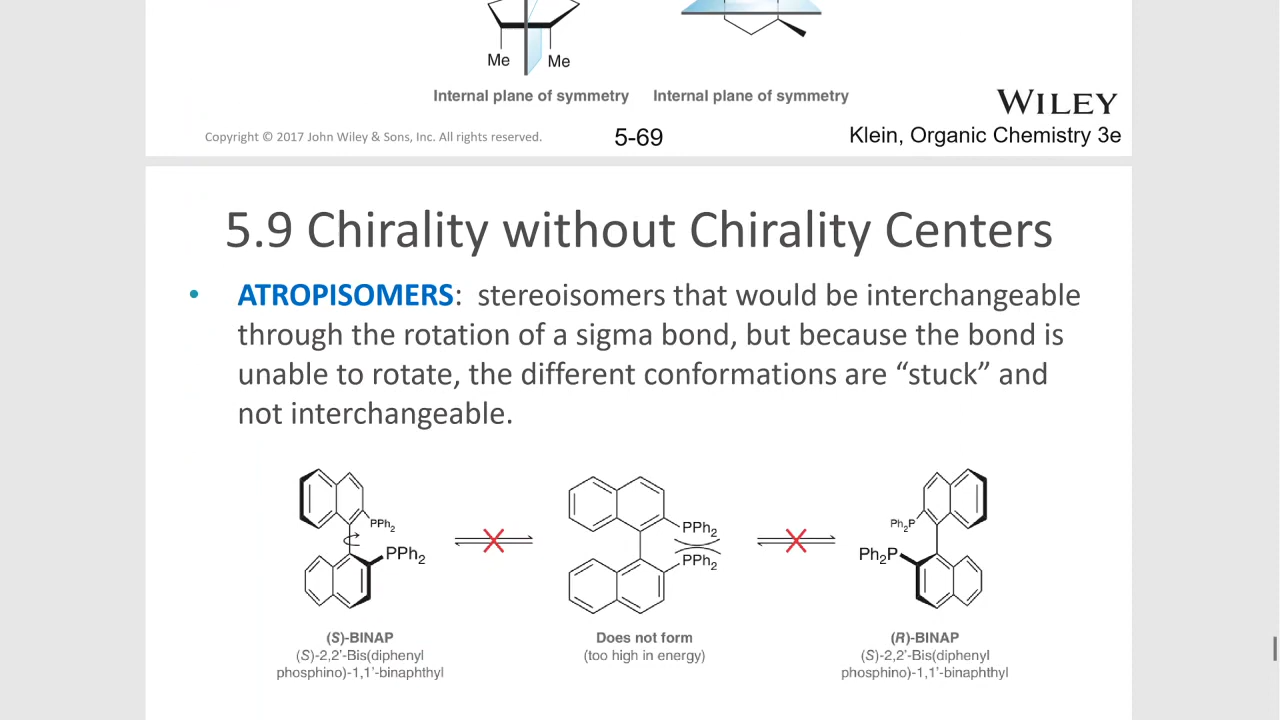 Me Me
Internal plane of symmetry Internal plane of symmetry
WILEY
Copyright © 2017 John Wiley & Sons, Inc. All rights reserved. 5-69 Klein, Organic Chemistry 3e
5.9 Chirality without Chirality Centers
• ATROPISOMERS: stereoisomers that would be interchangeable
through the rotation of a sigma bond, but because the bond is
unable to rotate, the different conformations are “stuck” and
not interchangeable.
PPh2
PPh2
PPh2
PPh2
Ph2P
Ph2P
(S)-BINAP
(S)-2,2'-Bis(diphenyl
phosphino)-1,1'-binaphthyl
Does not form
(too high in energy)
(R)-BINAP
(S)-2,2'-Bis(diphenyl
phosphino)-1,1'-binaphthyl